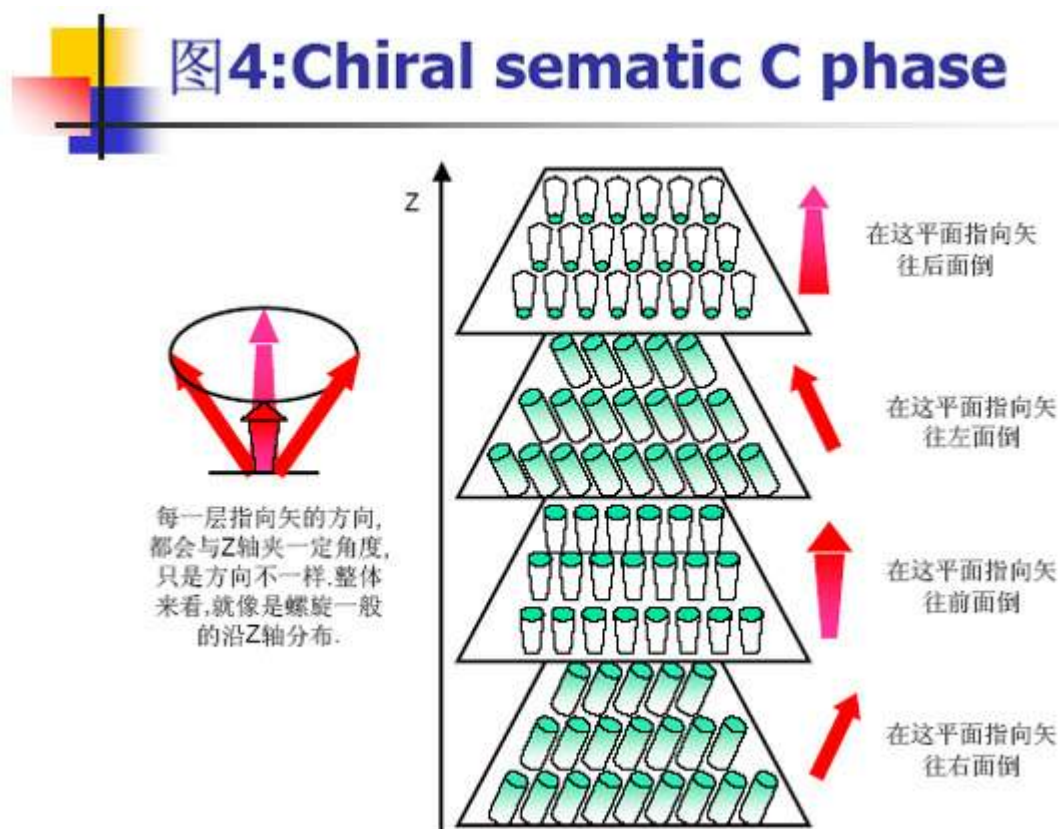 图4:Chiral sematic C phase
Z
在这平面指向矢
往后面倒
在这平面指向矢
往左面倒
每一层指向矢的方向,
都会与Z轴夹一定角度,
只是方向不一样.整体
来看,就像是螺旋一般
的沿Z轴分布.
在这平面指向矢
往前面倒
在这平面指向矢
往右面倒